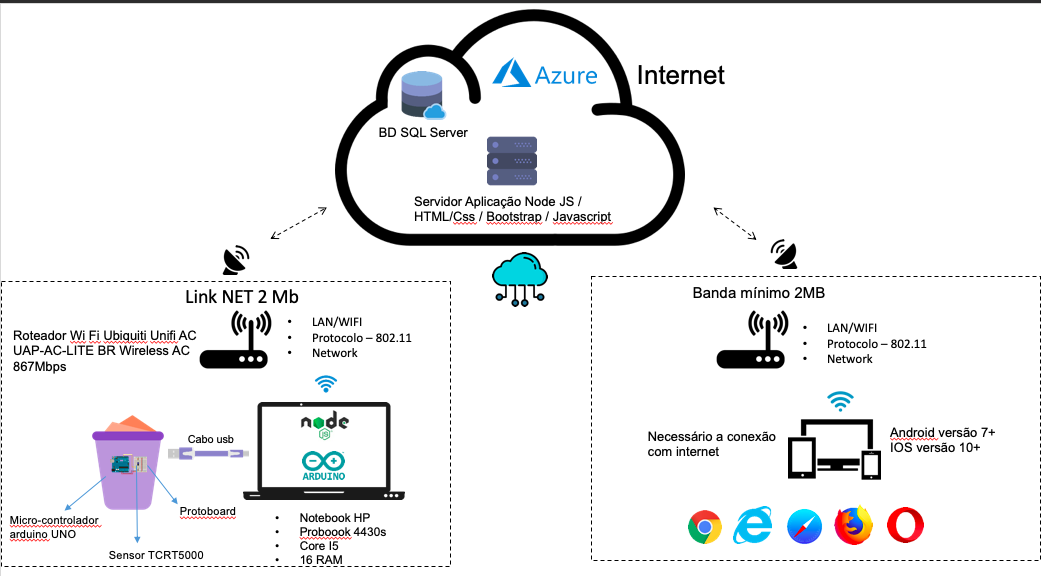 Azure
Internet
BD SQL Server
Servidor Aplicação Node JS /
HTML/Css / Bootstrap / Javascript
Link NET 2 Mb
Roteador Wi Fi Ubiquiti Unifi AC
UAP-AC-LITE BR Wireless AC
867Mbps
• LAN/WIFI
• Protocolo – 802.11
• Network
node
JS
ARDUINO
Cabo usb
Micro-controlador
arduino UNO
Sensor TCRT5000
Protoboard
• Notebook HP
• Proboook 4430s
• Core I5
• 16 RAM
Banda mínimo 2MB
• LAN/WIFI
• Protocolo – 802.11
• Network
Necessário a conexão
com internet
Android versão 7+
IOS versão 10+